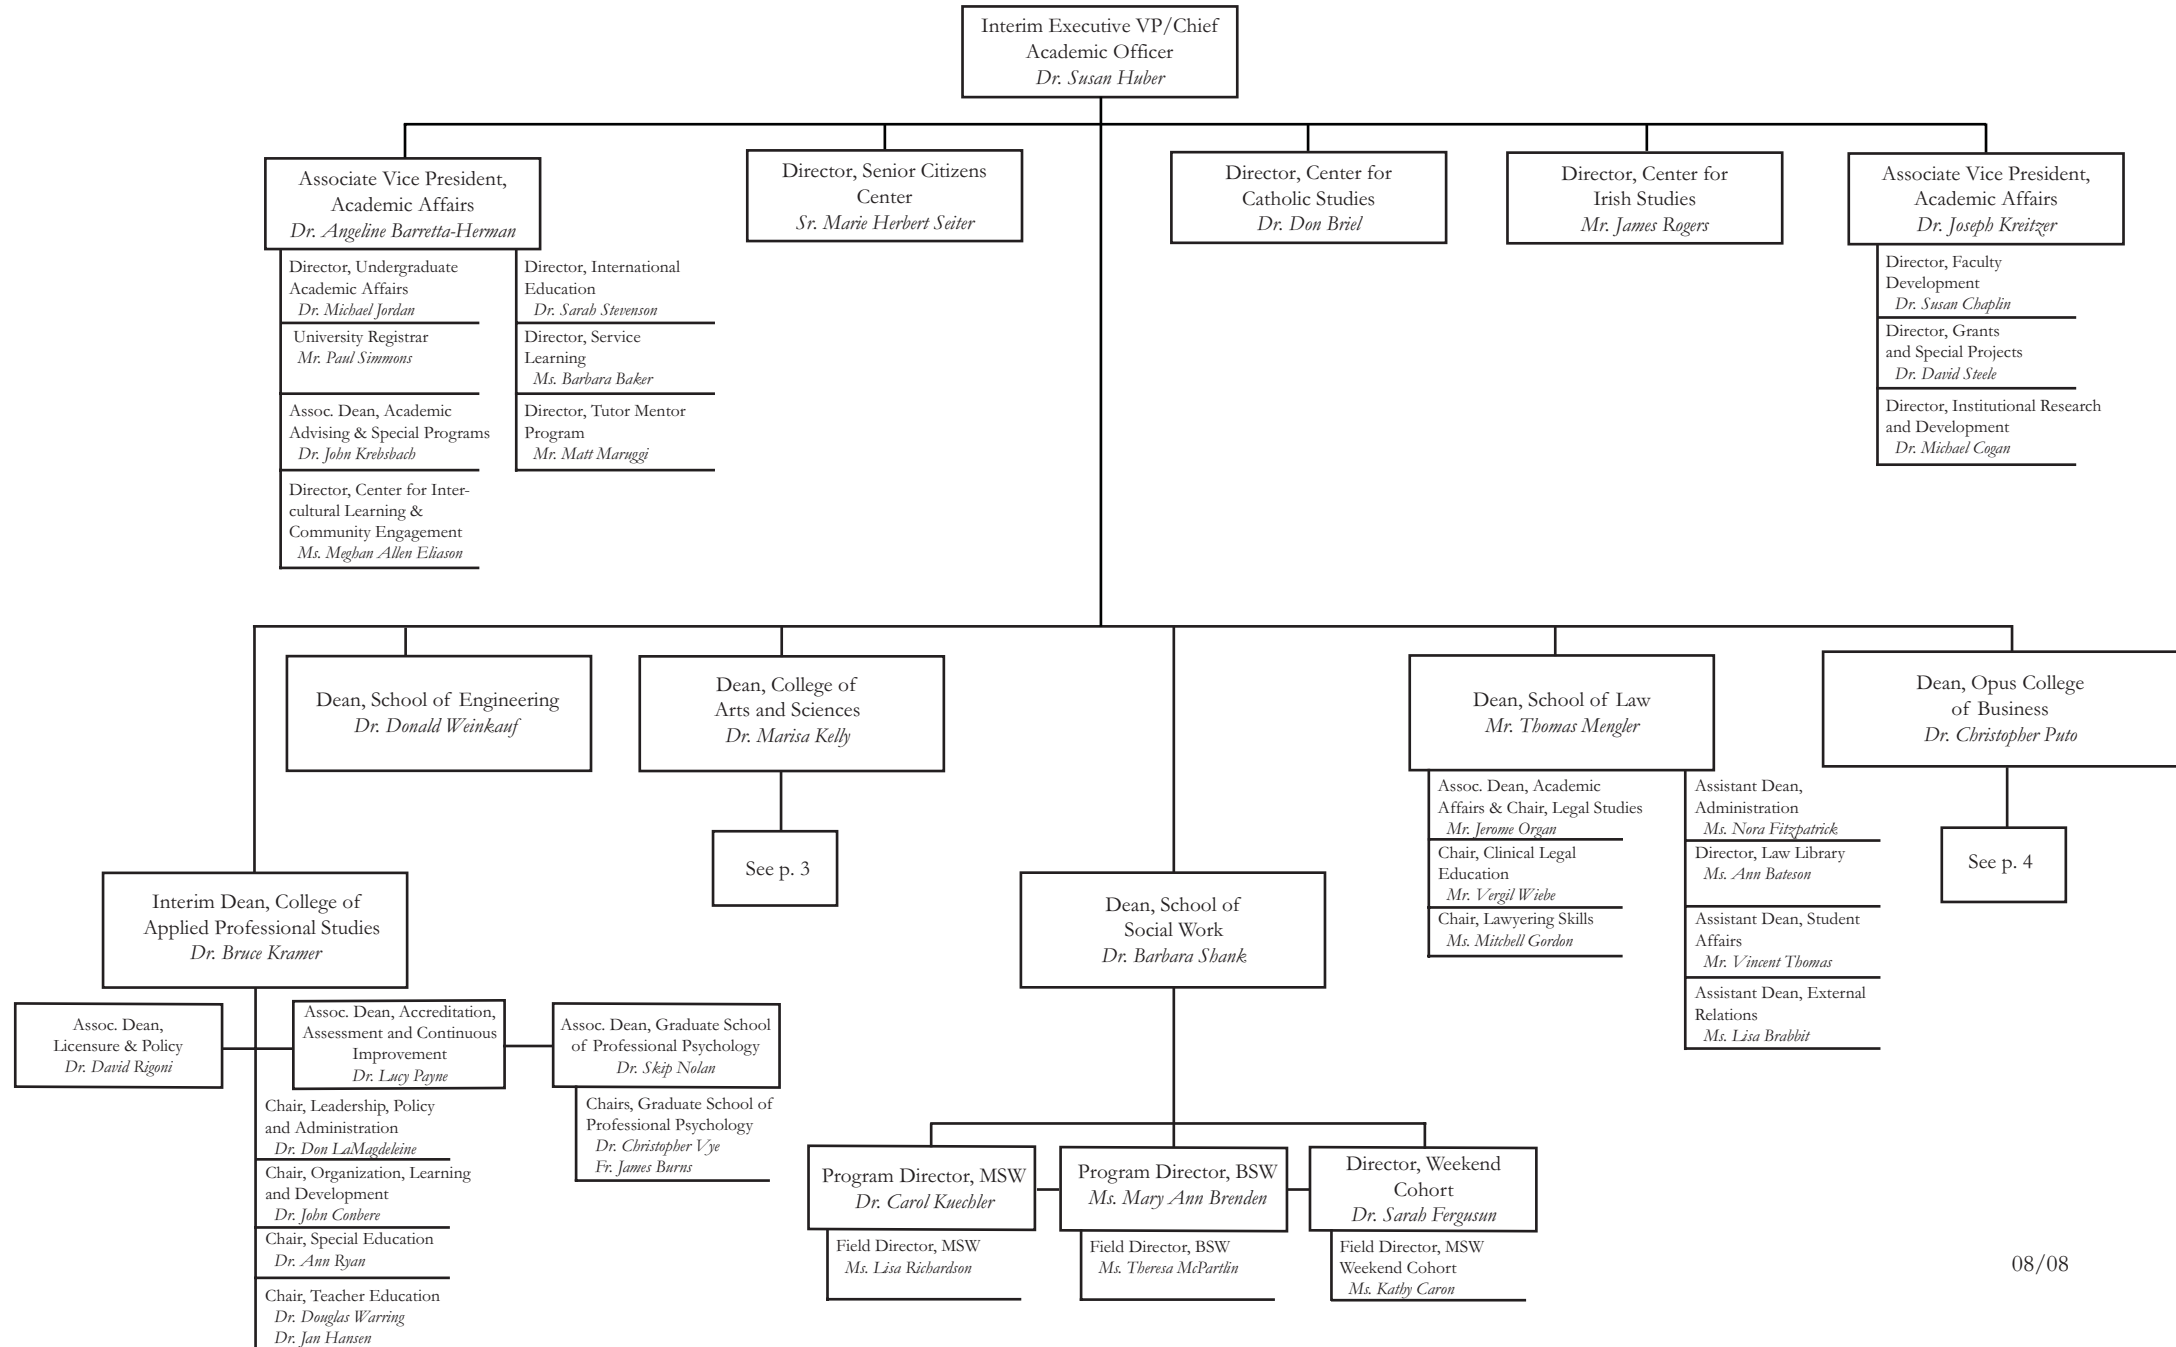 Interim Executive VP/Chief
Academic Officer
Dr. Susan Huber
Associate Vice President,
Academic Affairs
Dr. Angeline Barretta-Herman
Director, Undergraduate
Academic Affairs
Dr. Michael Jordan
University Registrar
Mr. Paul Simmons
Assoc. Dean, Academic
Advising & Special Programs
Dr. John Krebsbach
Director, Center for Inter-
cultural Learning &
Community Engagement
Ms. Meghan Allen Eliason
Director, International
Education
Dr. Sarah Stevenson
Director, Service
Learning
Ms. Barbara Baker
Director, Tutor Mentor
Program
Mr. Matt Maruggi
Director, Senior Citizens
Center
Sr. Marie Herbert Seiter
Director, Center for
Catholic Studies
Dr. Don Briel
Director, Center for
Irish Studies
Mr. James Rogers
Associate Vice President,
Academic Affairs
Dr. Joseph Kreitzer
Director, Faculty
Development
Dr. Susan Chaplin
Director, Grants
and Special Projects
Dr. David Steele
Director, Institutional Research
and Development
Dr. Michael Cogan
Interim Dean, College of
Applied Professional Studies
Dr. Bruce Kramer
Assoc. Dean,
Licensure & Policy
Dr. David Rigoni
Assoc. Dean, Accreditation,
Assessment and Continuous
Improvement
Dr. Lucy Payne
Assoc. Dean, Graduate School
of Professional Psychology
Dr. Skip Nolan
Chairs, Graduate School of
Professional Psychology
Dr. Christopher Vye
Fr. James Burns
Chair, Leadership, Policy
and Administration
Dr. Don LaMagdeleine
Chair, Organization, Learning
and Development
Dr. John Conbere
Chair, Special Education
Dr. Ann Ryan
Chair, Teacher Education
Dr. Douglas Warring
Dr. Jan Hansen
Dean, School of Engineering
Dr. Donald Weinkauf
Dean, College of
Arts and Sciences
Dr. Marisa Kelly
See p. 3
Dean, School of
Social Work
Dr. Barbara Shank
Program Director, MSW
Dr. Carol Kuechler
Field Director, MSW
Ms. Lisa Richardson
Program Director, BSW
Ms. Mary Ann Brenden
Field Director, BSW
Ms. Theresa McPartlin
Director, Weekend
Cohort
Dr. Sarah Fergusun
Field Director, MSW
Weekend Cohort
Ms. Kathy Caron
Dean, School of Law
Mr. Thomas Mengler
Assoc. Dean, Academic
Affairs & Chair, Legal Studies
Mr. Jerome Organ
Chair, Clinical Legal
Education
Mr. Vergil Wiebe
Chair, Lawyering Skills
Ms. Mitchell Gordon
Assistant Dean,
Administration
Ms. Nora Fitzpatrick
Director, Law Library
Ms. Ann Bateson
Assistant Dean, Student
Affairs
Mr. Vincent Thomas
Assistant Dean, External
Relations
Ms. Lisa Brabbit
Dean, Opus College
of Business
Dr. Christopher Puto
See p. 4
08/08